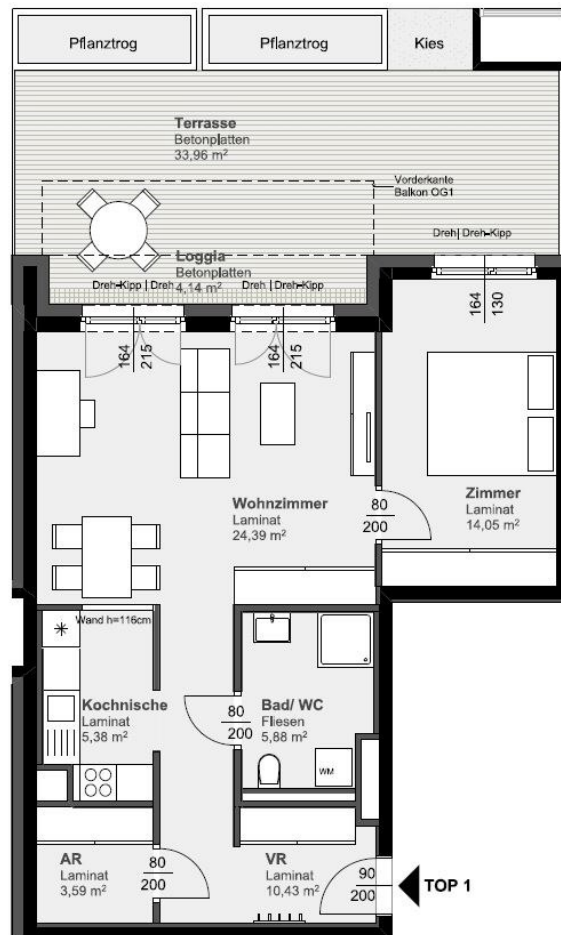 Pflanztrog
Pflanztrog
Kies
Terrasse
Betonplatten
33,96 m²
Vorderkante
Balkon OG1
Dreh| Dreh-Kipp
Loggia
Betonplatten
4,14 m²
Dreh-Kipp | Dreh
Dreh | Dreh-Kipp
164
215
164
215
164
130
Wohnzimmer
Laminat
24,39 m²
80
200
Zimmer
Laminat
14,05 m²
Wand h=116cm
Kochnische
Laminat
5,38 m²
80
200
Bad/ WC
Fliesen
5,88 m²
WM
AR
Laminat
3,59 m²
80
200
VR
Laminat
10,43 m²
90
200
TOP 1